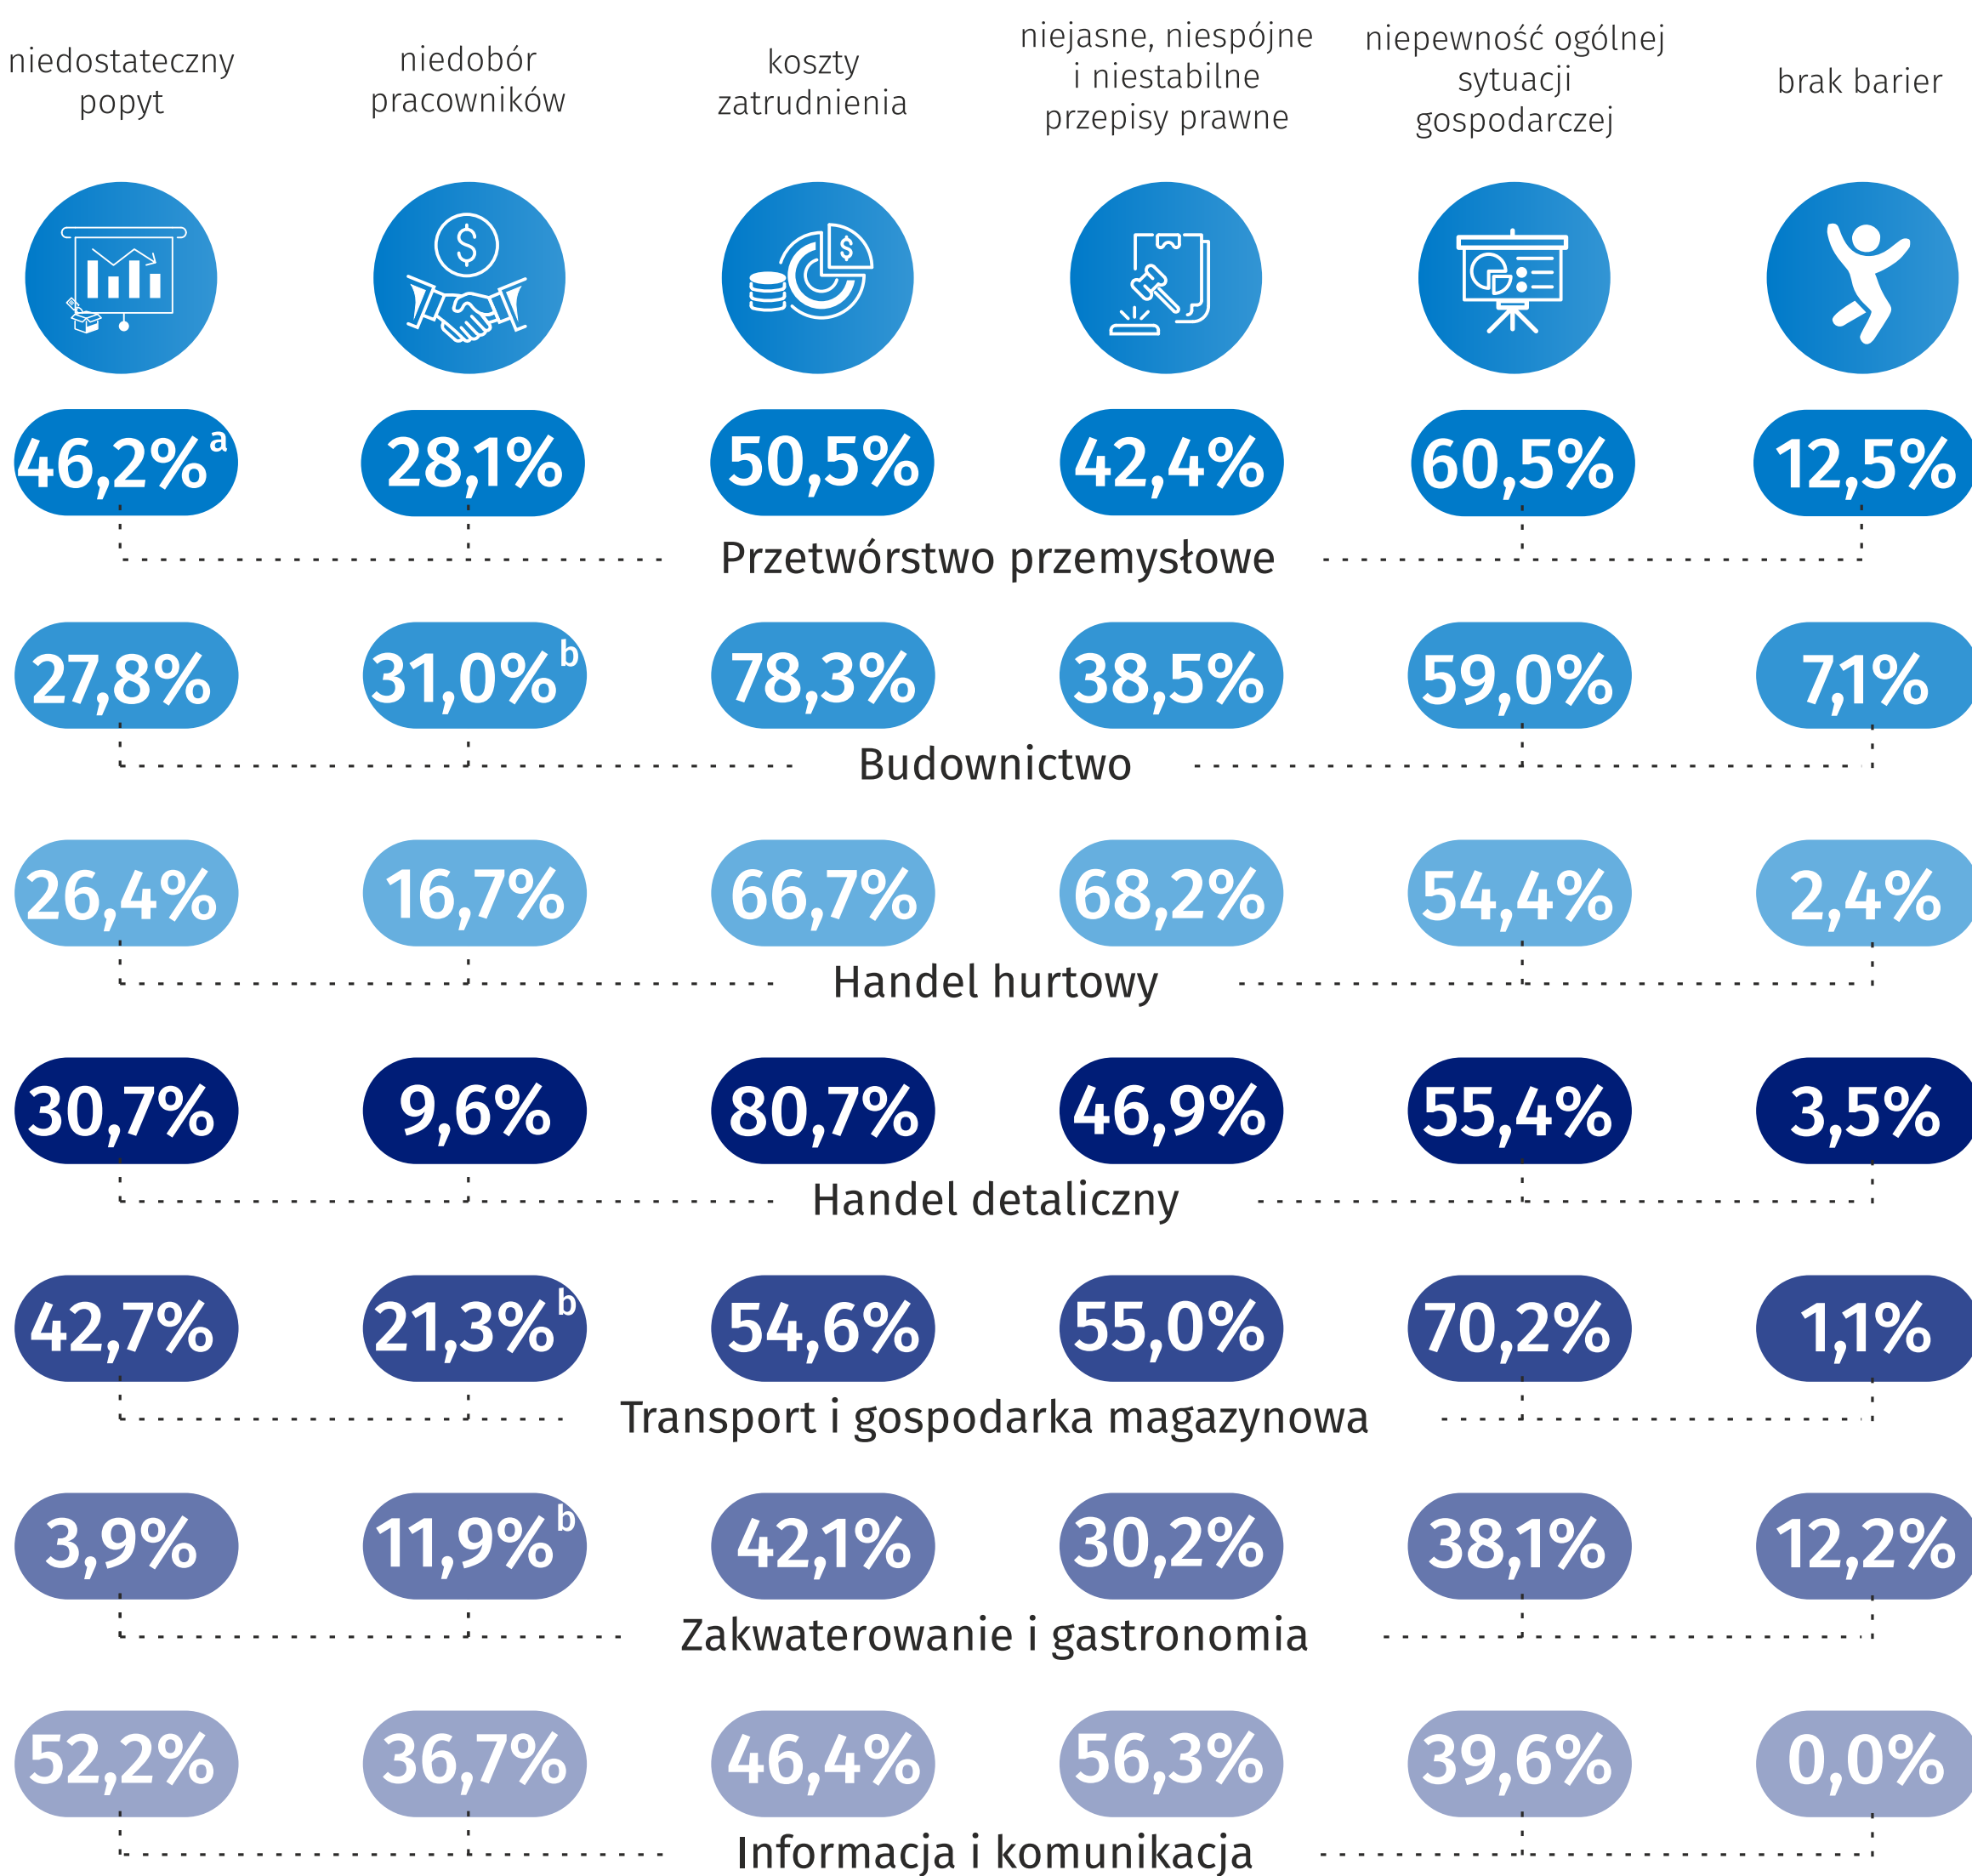 niedostateczny
popyt
niedobór
pracowników
koszty
zatrudnienia
niejasne, niespójne
i niestabilne
przepisy prawne
niepewność ogólnej
sytuacji
gospodarczej
brak barier
$
$
46,2%a 28,1% 50,5% 42,4% 60,5% 12,5%
Przetwórstwo przemysłowe
27,8% 31,0%b 78,3% 38,5% 59,0% 7,1%
Budownictwo
26,4% 16,7% 66,7% 68,2% 54,4% 2,4%
Handel hurtowy
30,7% 9,6% 80,7% 46,9% 55,4% 3,5%
Handel detaliczny
42,7% 21,3%b 54,6% 55,0% 70,2% 1,1%
Transport i gospodarka magazynowa
3,9% 11,9%b 42,1% 30,2% 38,1% 12,2%
Zakwaterowanie i gastronomia
52,2% 36,7% 46,4% 56,3% 39,6% 0,0%
Informacja i komunikacja